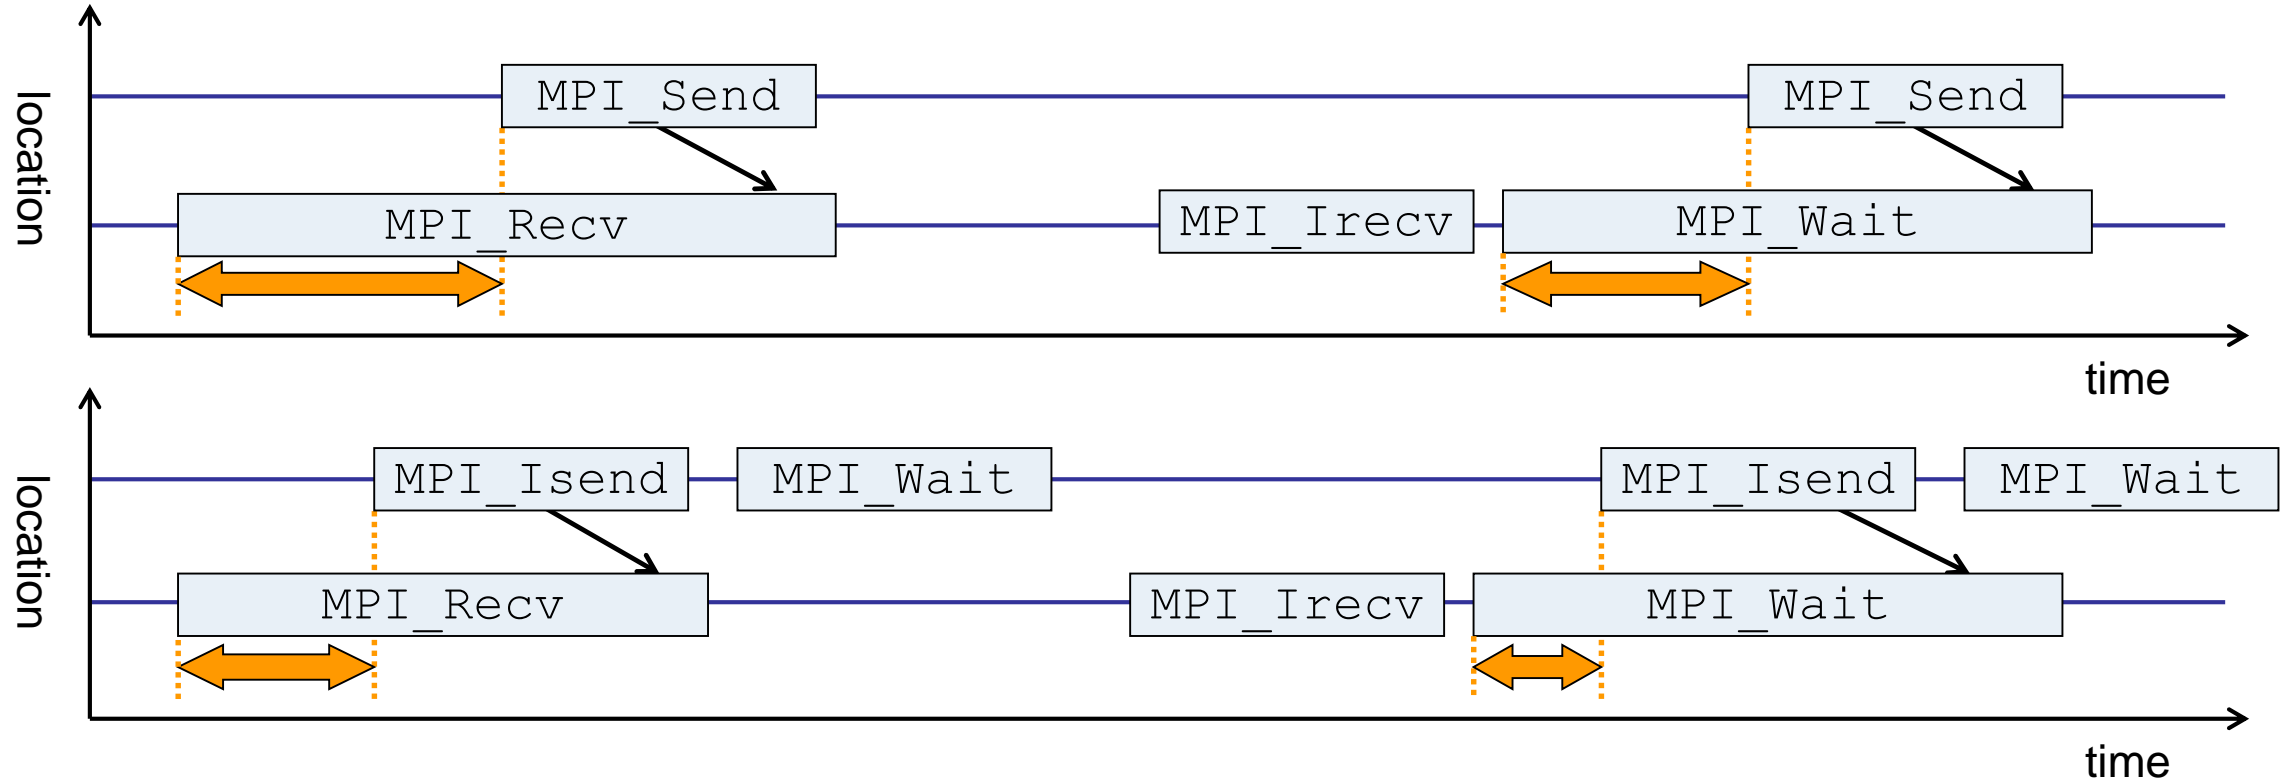 location
MPI_Send
MPI_Send
MPI_Recv
MPI_Irecv
MPI_Wait
time
location
MPI_Isend
MPI_Wait
MPI_Isend
MPI_Wait
MPI_Recv
MPI_Irecv
MPI_Wait
time